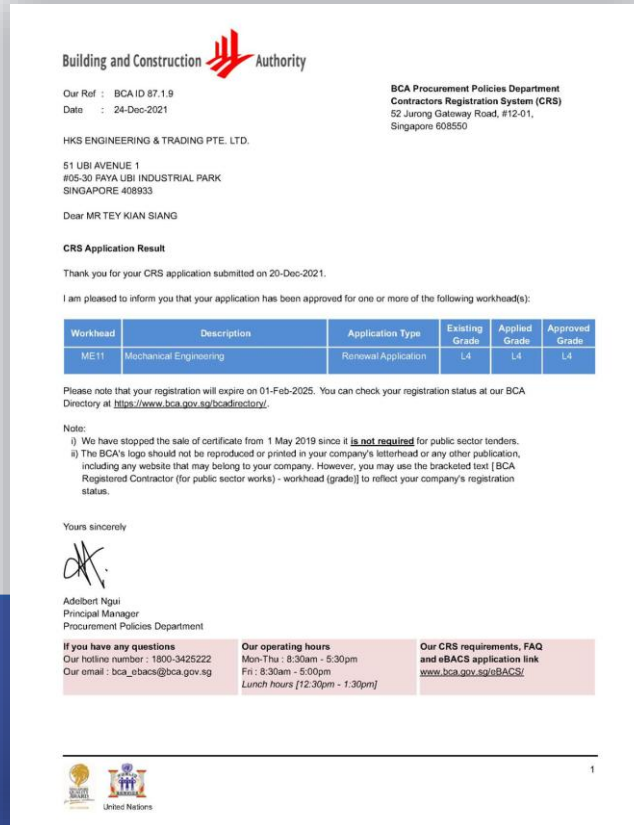 Building and Construction Authority
Our Ref : BCA ID 87.1.9
Date : 24-Dec-2021
BCA Procurement Policies Department
Contractors Registration System (CRS)
52 Jurong Gateway Road, #12-01,
Singapore 608550
HKS ENGINEERING & TRADING PTE. LTD.
51 UBI AVENUE 1
#05-30 PAYA UBI INDUSTRIAL PARK
SINGAPORE 408933
Dear MR TEY KIAN SIANG
CRS Application Result
Thank you for your CRS application submitted on 20-Dec-2021.
I am pleased to inform you that your application has been approved for one or more of the following workhead(s):
Workhead Description Application Type Existing Grade Applied Grade Approved Grade
ME11 Mechanical Engineering Renewal Application L4 L4 L4
Please note that your registration will expire on 01-Feb-2025. You can check your registration status at our BCA
Directory at https://www.bca.gov.sg/bcadirectory/.
Note:
i) We have stopped the sale of certificate from 1 May 2019 since it is not required for public sector tenders.
ii) The BCA's logo should not be reproduced or printed in your company's letterhead or any other publication,
including any website that may belong to your company. However, you may use the bracketed text [ BCA
Registered Contractor (for public sector works) - workhead (grade)] to reflect your company's registration
status.
Yours sincerely
Adelbert Ngui
Principal Manager
Procurement Policies Department
If you have any questions
Our hotline number : 1800-3425222
Our email : bca_ebacs@bca.gov.sg
Our operating hours
Mon-Thu : 8:30am - 5:30pm
Fri : 8:30am - 5:00pm
Lunch hours [12:30pm - 1:30pm]
Our CRS requirements, FAQ
and eBACS application link
www.bca.gov.sg/eBACS/
1
United Nations